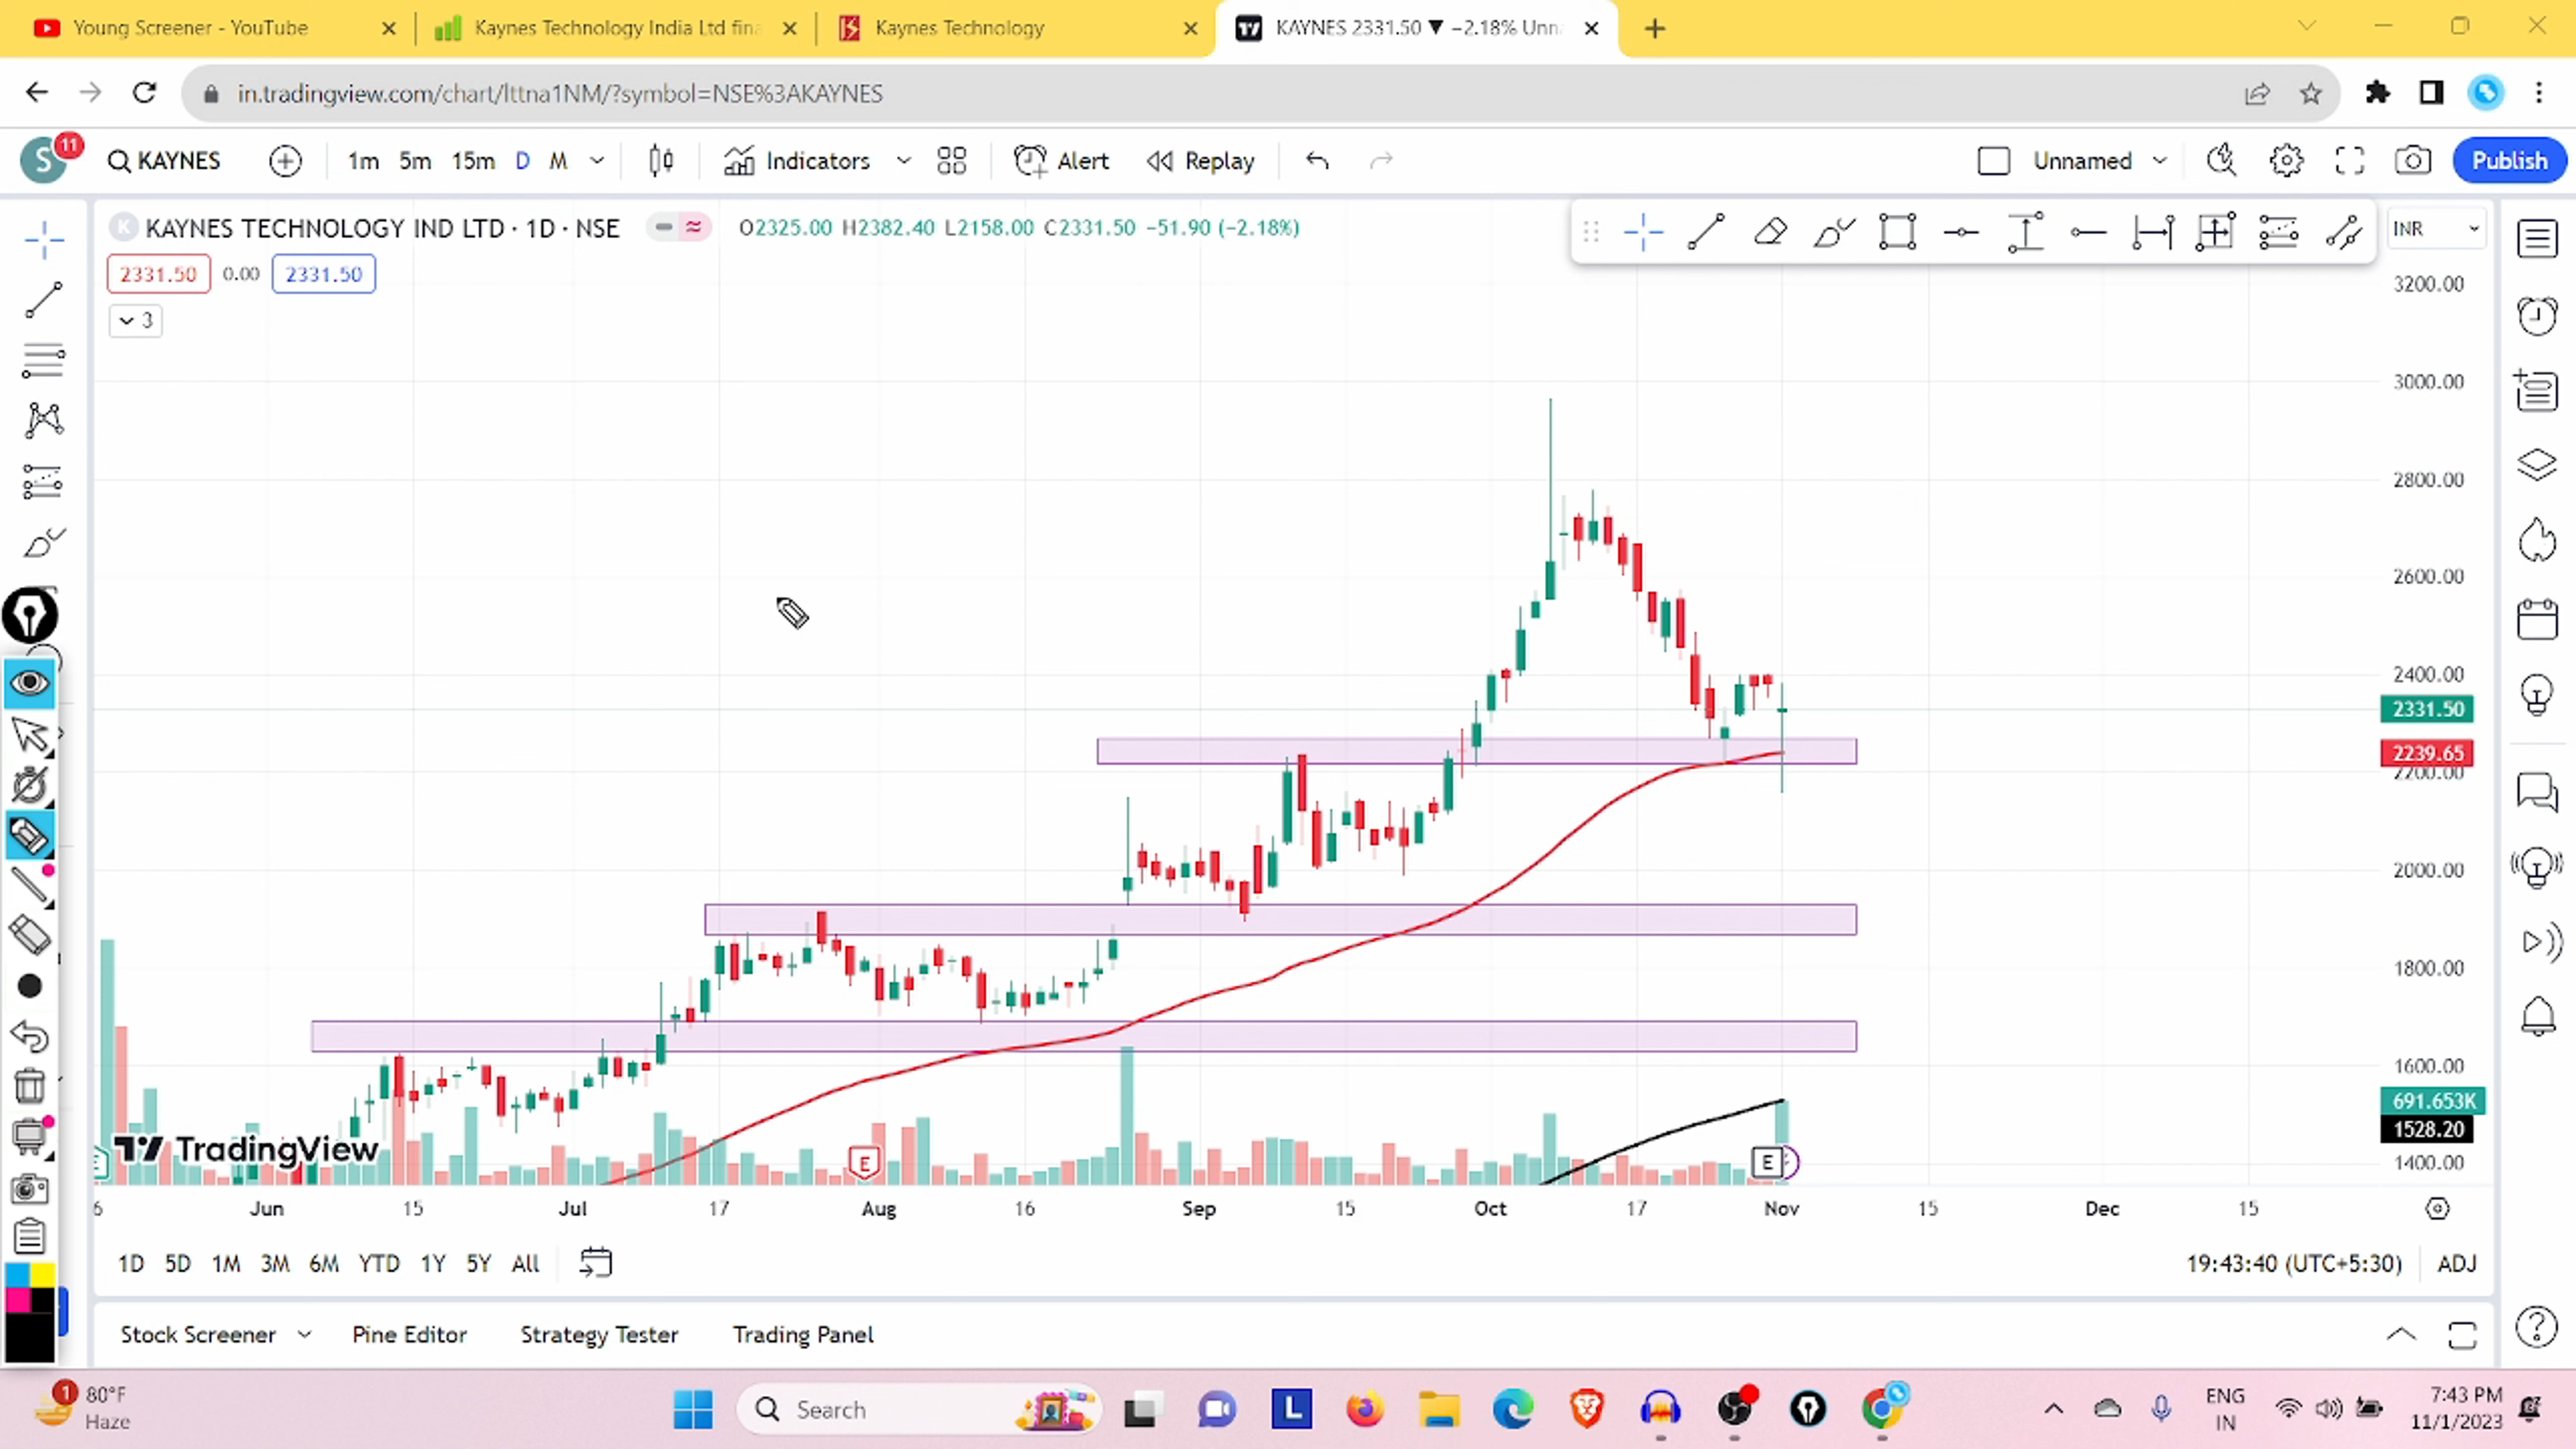 Young Screener - YouTube
Kaynes Technology India Ltd fina
Kaynes Technology
KAYNES 2331.50 ▼ −2.18% Unn
in.tradingview.com/chart/lttna1NM/?symbol=NSE%3AKAYNES
S 11 KAYNES 1m 5m 15m D M Indicators Alert Replay Unnamed Publish
K KAYNES TECHNOLOGY IND LTD · 1D · NSE O2325.00 H2382.40 L2158.00 C2331.50 −51.90 (−2.18%) INR
2331.50 0.00 2331.50
3
3200.00
3000.00
2800.00
2600.00
2400.00
2331.50
2239.65
2200.00
2000.00
1800.00
1600.00
691.653K
1528.20
1400.00
TradingView
E
E
E
6 Jun 15 Jul 17 Aug 16 Sep 15 Oct 17 Nov 15 Dec 15
1D 5D 1M 3M 6M YTD 1Y 5Y All 19:43:40 (UTC+5:30) ADJ
Stock Screener Pine Editor Strategy Tester Trading Panel
1 80°F
Haze
Search
L
ENG
IN
7:43 PM
11/1/2023